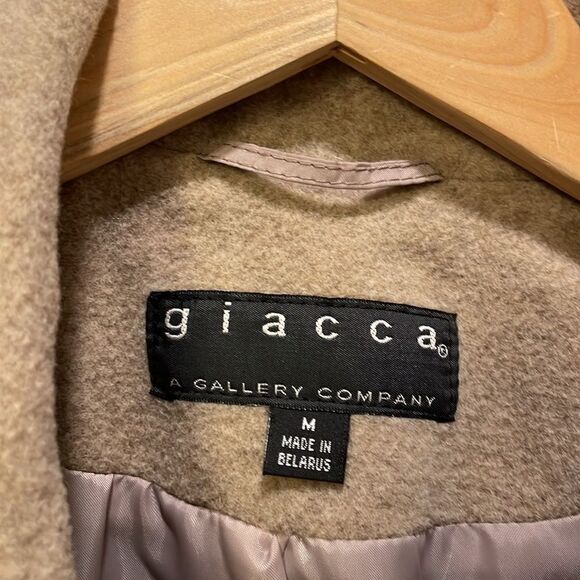 giacca®
A GALLERY COMPANY
M
MADE IN
BELARUS